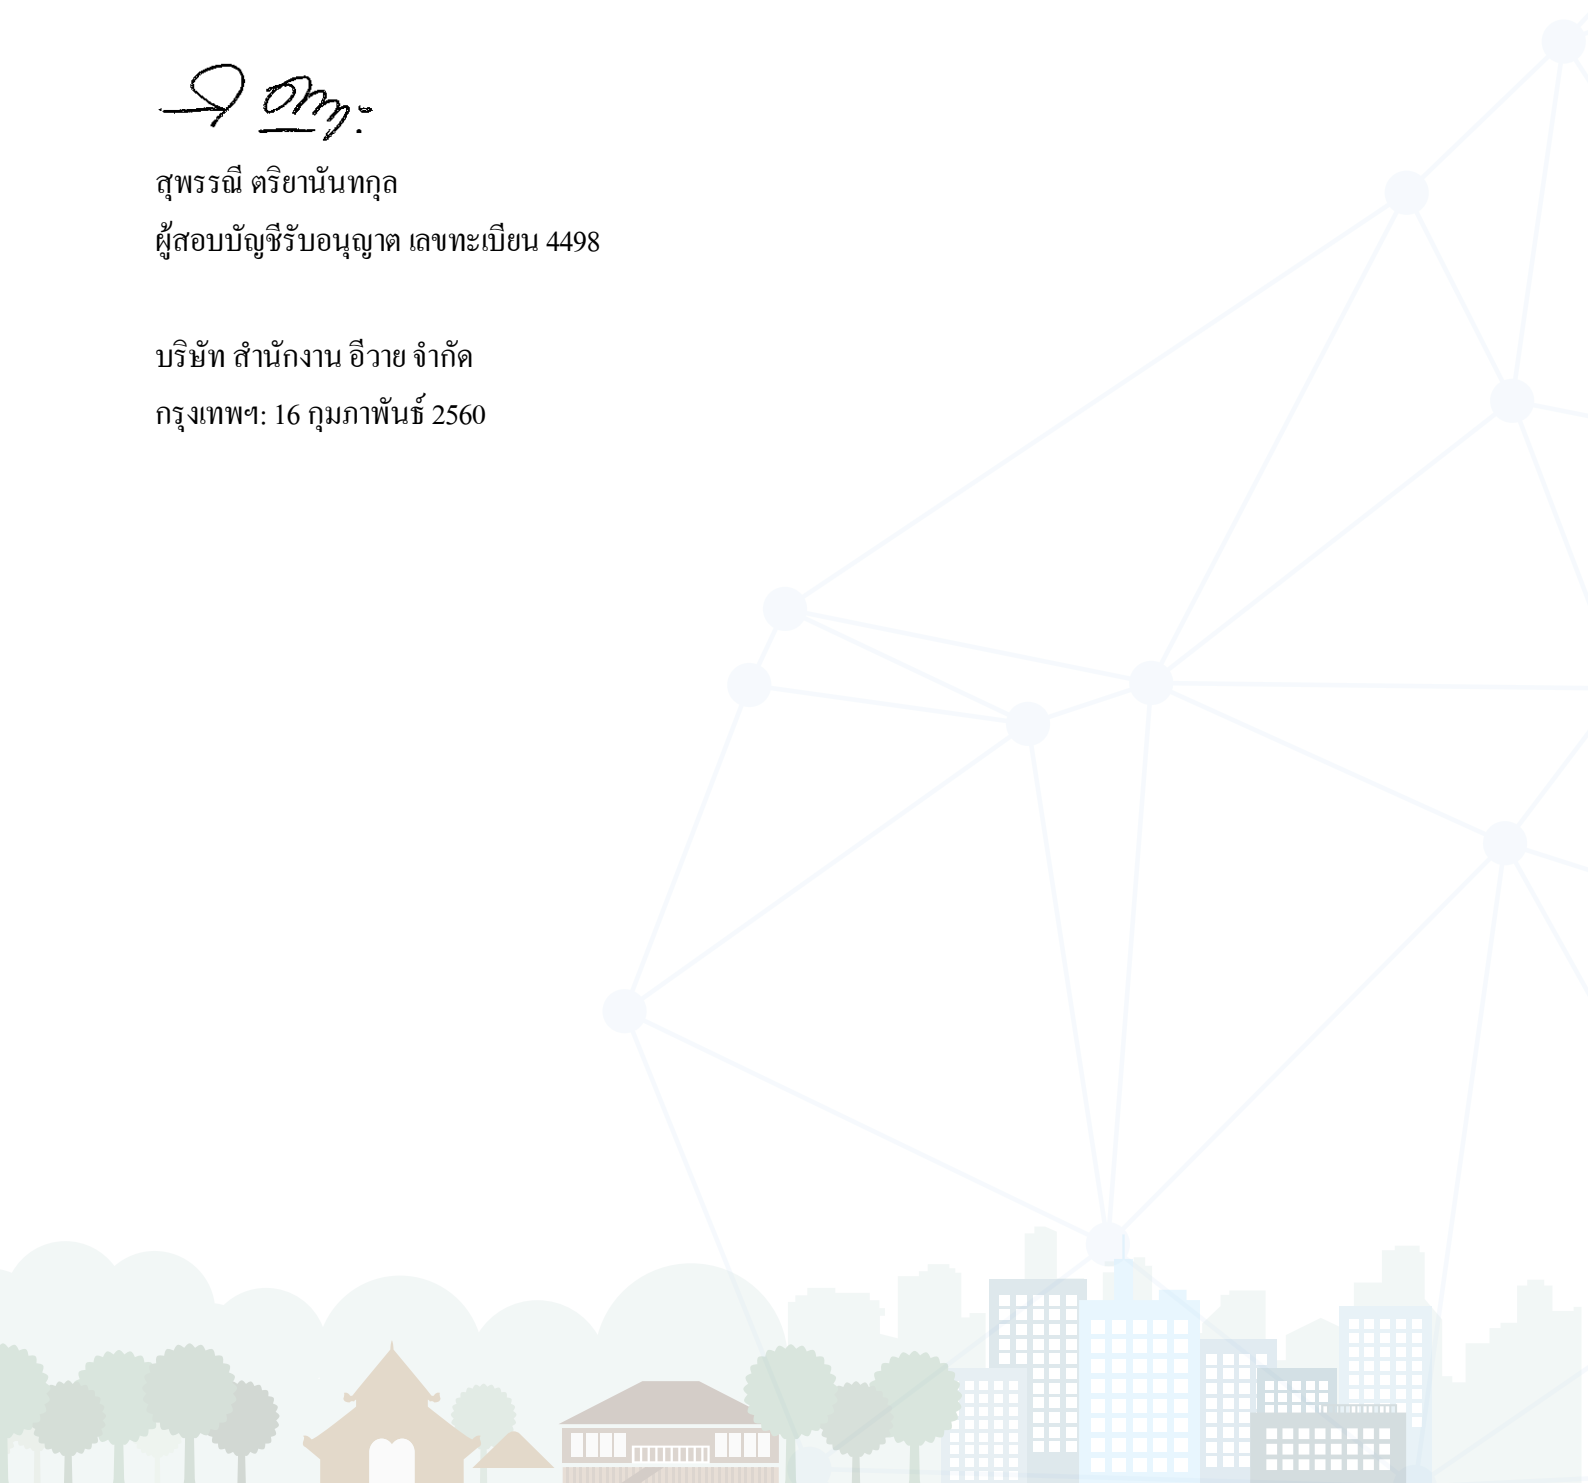 สุพรรณี ตริยานันทกุล
ผู้สอบบัญชีรับอนุญาต เลขทะเบียน 4498
บริษัท สำนักงาน อีวาย จำกัด
กรุงเทพฯ: 16 กุมภาพันธ์ 2560